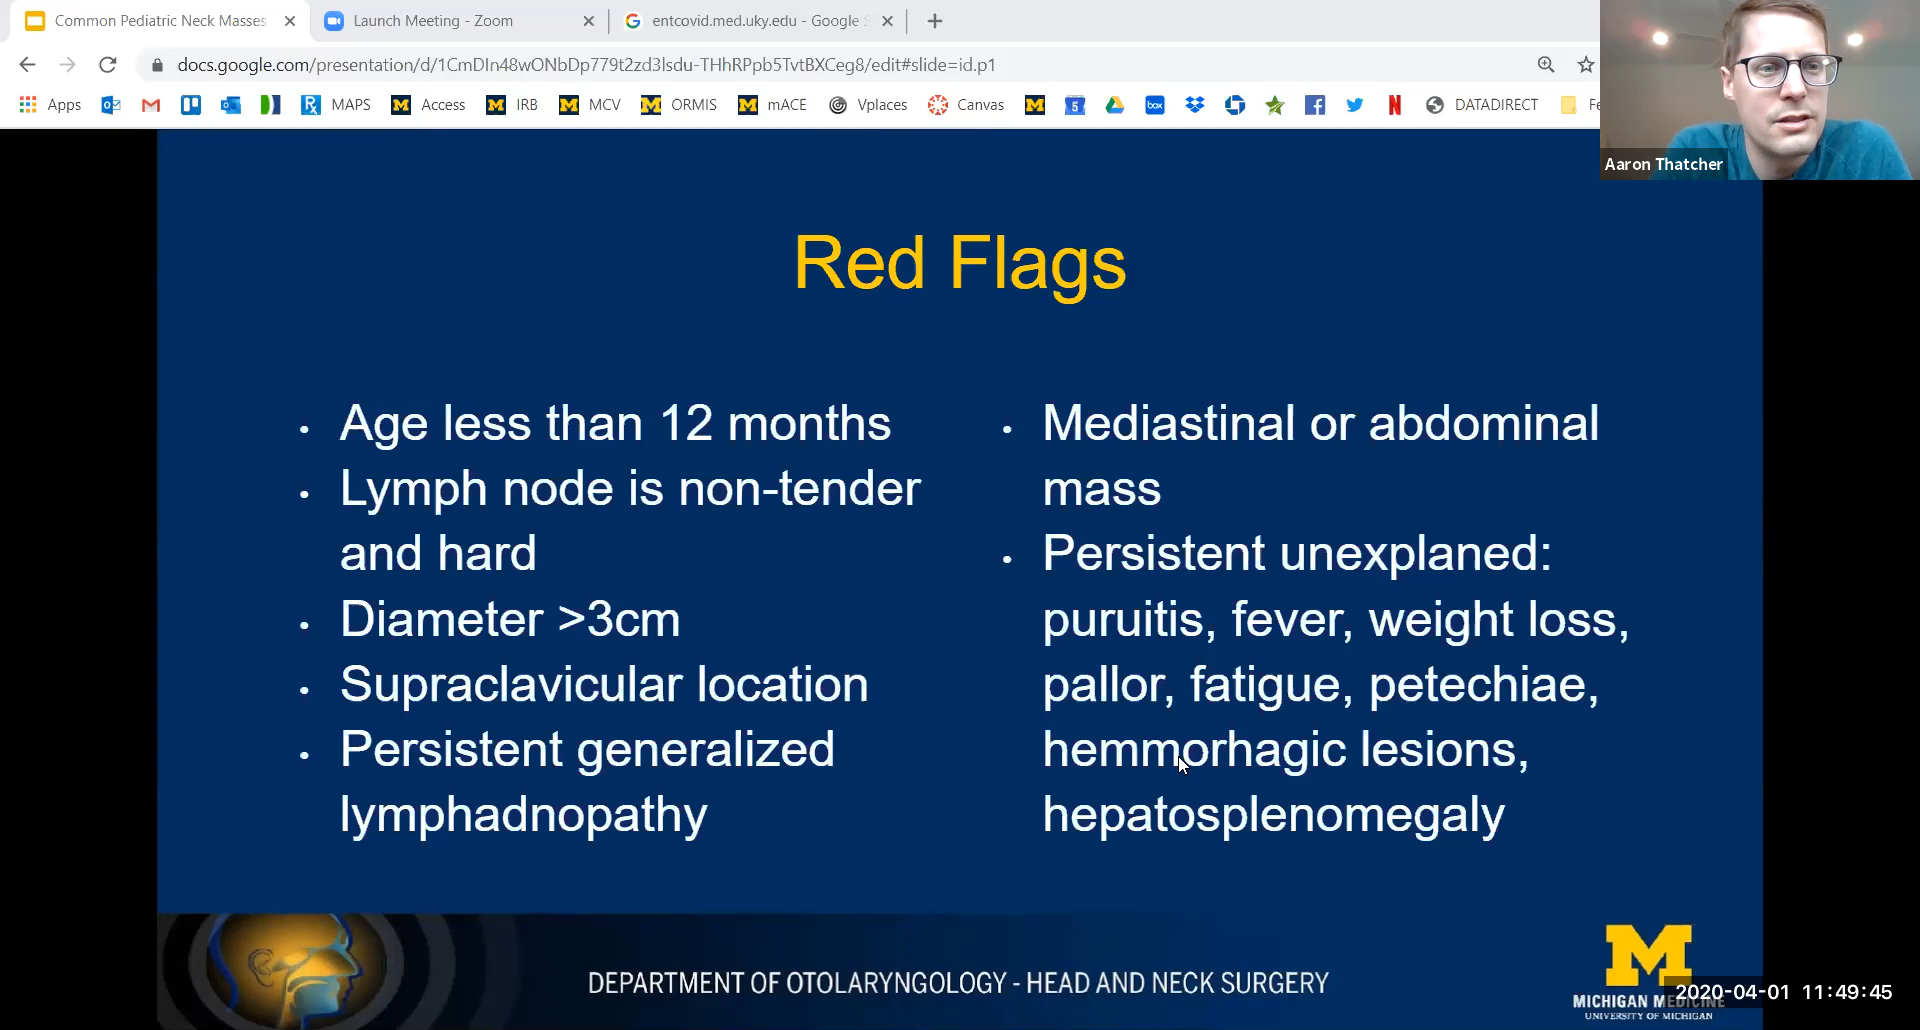 Common Pediatric Neck Masses
Launch Meeting - Zoom
entcovid.med.uky.edu - Google
docs.google.com/presentation/d/1CmDIn48wONbDp779t2zd3lsdu-THhRPpb5TvtBXCeg8/edit#slide=id.p1
Apps MAPS Access IRB MCV ORMIS mACE Vplaces Canvas 5 box DATADIRECT
Aaron Thatcher
Red Flags
• Age less than 12 months
• Lymph node is non-tender
and hard
• Diameter >3cm
• Supraclavicular location
• Persistent generalized
lymphadnopathy
• Mediastinal or abdominal
mass
• Persistent unexplaned:
puruitis, fever, weight loss,
pallor, fatigue, petechiae,
hemmorhagic lesions,
hepatosplenomegaly
DEPARTMENT OF OTOLARYNGOLOGY - HEAD AND NECK SURGERY
M
MICHIGAN MEDICINE
UNIVERSITY OF MICHIGAN
2020-04-01 11:49:45